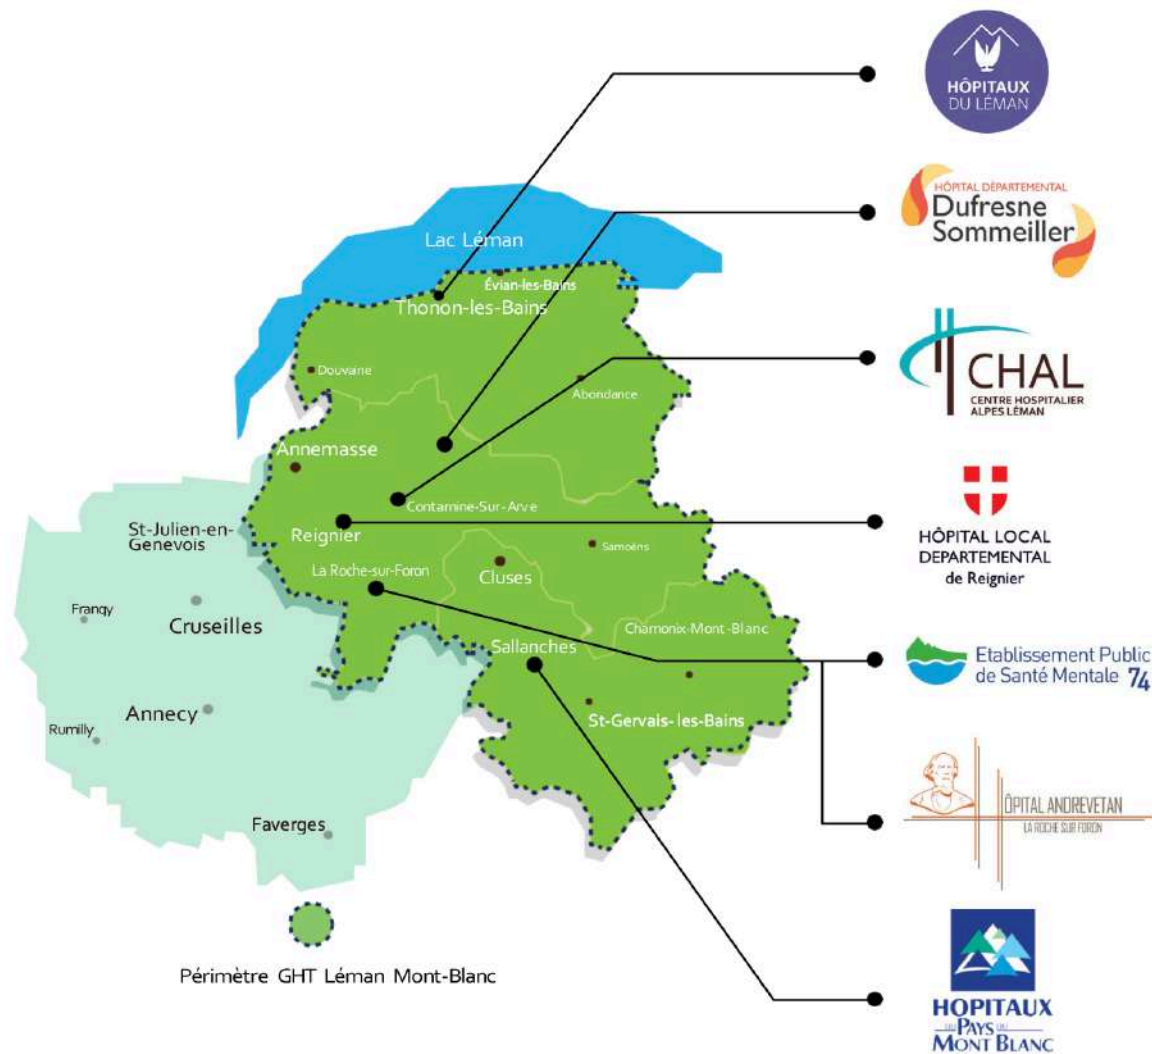 HÔPITAUX
DU LÉMAN
HÔPITAL DÉPARTEMENTAL
Dufresne
Sommeiller
Lac Léman
Évian-les-Bains
Thonon-les-Bains
CHAL
CENTRE HOSPITALIER
ALPES LÉMAN
Douvaine
Abondance
Annemasse
Contamine-Sur-Arve
St-Julien-en-
Genevois
Reignier
HÔPITAL LOCAL
DEPARTEMENTAL
de Reignier
Samoëns
La Roche-sur-Foron
Cluses
Frangy
Cruseilles
Chamonix-Mont-Blanc
Sallanches
Etablissement Public
de Santé Mentale 74
Annecy
St-Gervais-les-Bains
Rumilly
ÔPITAL ANDREVETAN
LA ROCHE SUR FORON
Faverges
Périmètre GHT Léman Mont-Blanc
HOPITAUX
DU PAYS DU
MONT BLANC